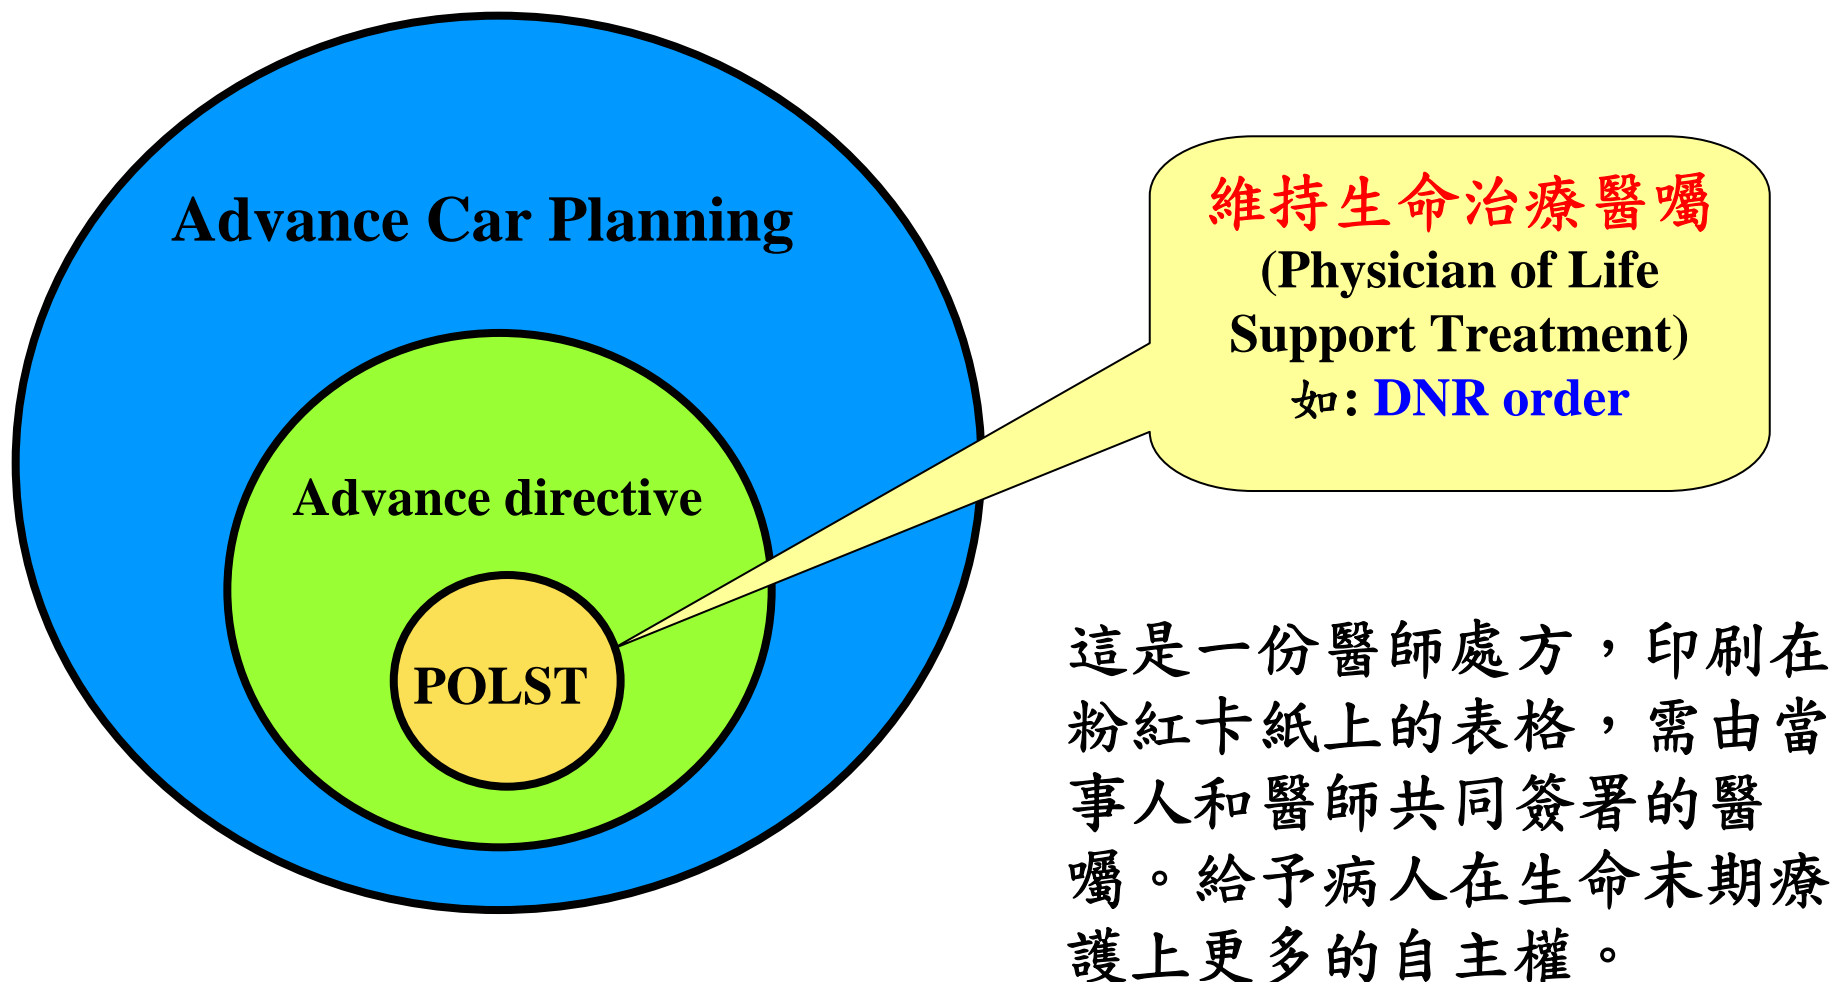 Advance Car Planning
Advance directive
POLST
維持生命治療醫囑
(Physician of Life
Support Treatment)
如: DNR order
這是一份醫師處方，印刷在
粉紅卡紙上的表格，需由當
事人和醫師共同簽署的醫
囑。給予病人在生命末期療
護上更多的自主權。